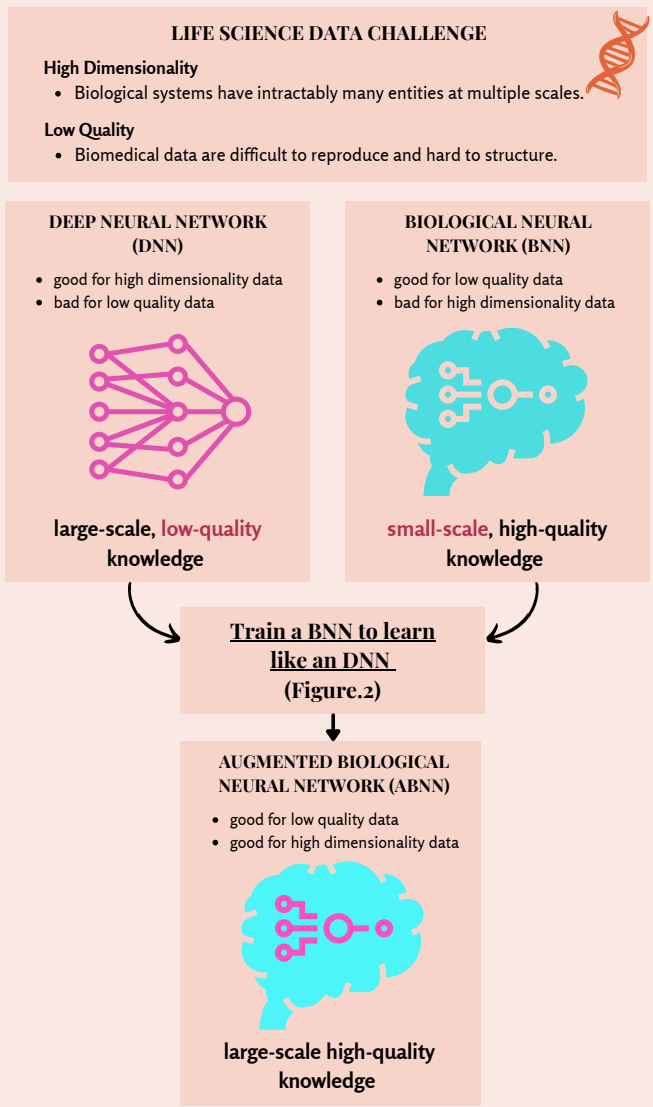 LIFE SCIENCE DATA CHALLENGE
High Dimensionality
• Biological systems have intractably many entities at multiple scales.
Low Quality
• Biomedical data are difficult to reproduce and hard to structure.
DEEP NEURAL NETWORK
(DNN)
• good for high dimensionality data
• bad for low quality data
large-scale, low-quality
knowledge
BIOLOGICAL NEURAL
NETWORK (BNN)
• good for low quality data
• bad for high dimensionality data
small-scale, high-quality
knowledge
Train a BNN to learn
like an DNN
(Figure.2)
AUGMENTED BIOLOGICAL
NEURAL NETWORK (ABNN)
• good for low quality data
• good for high dimensionality data
large-scale high-quality
knowledge